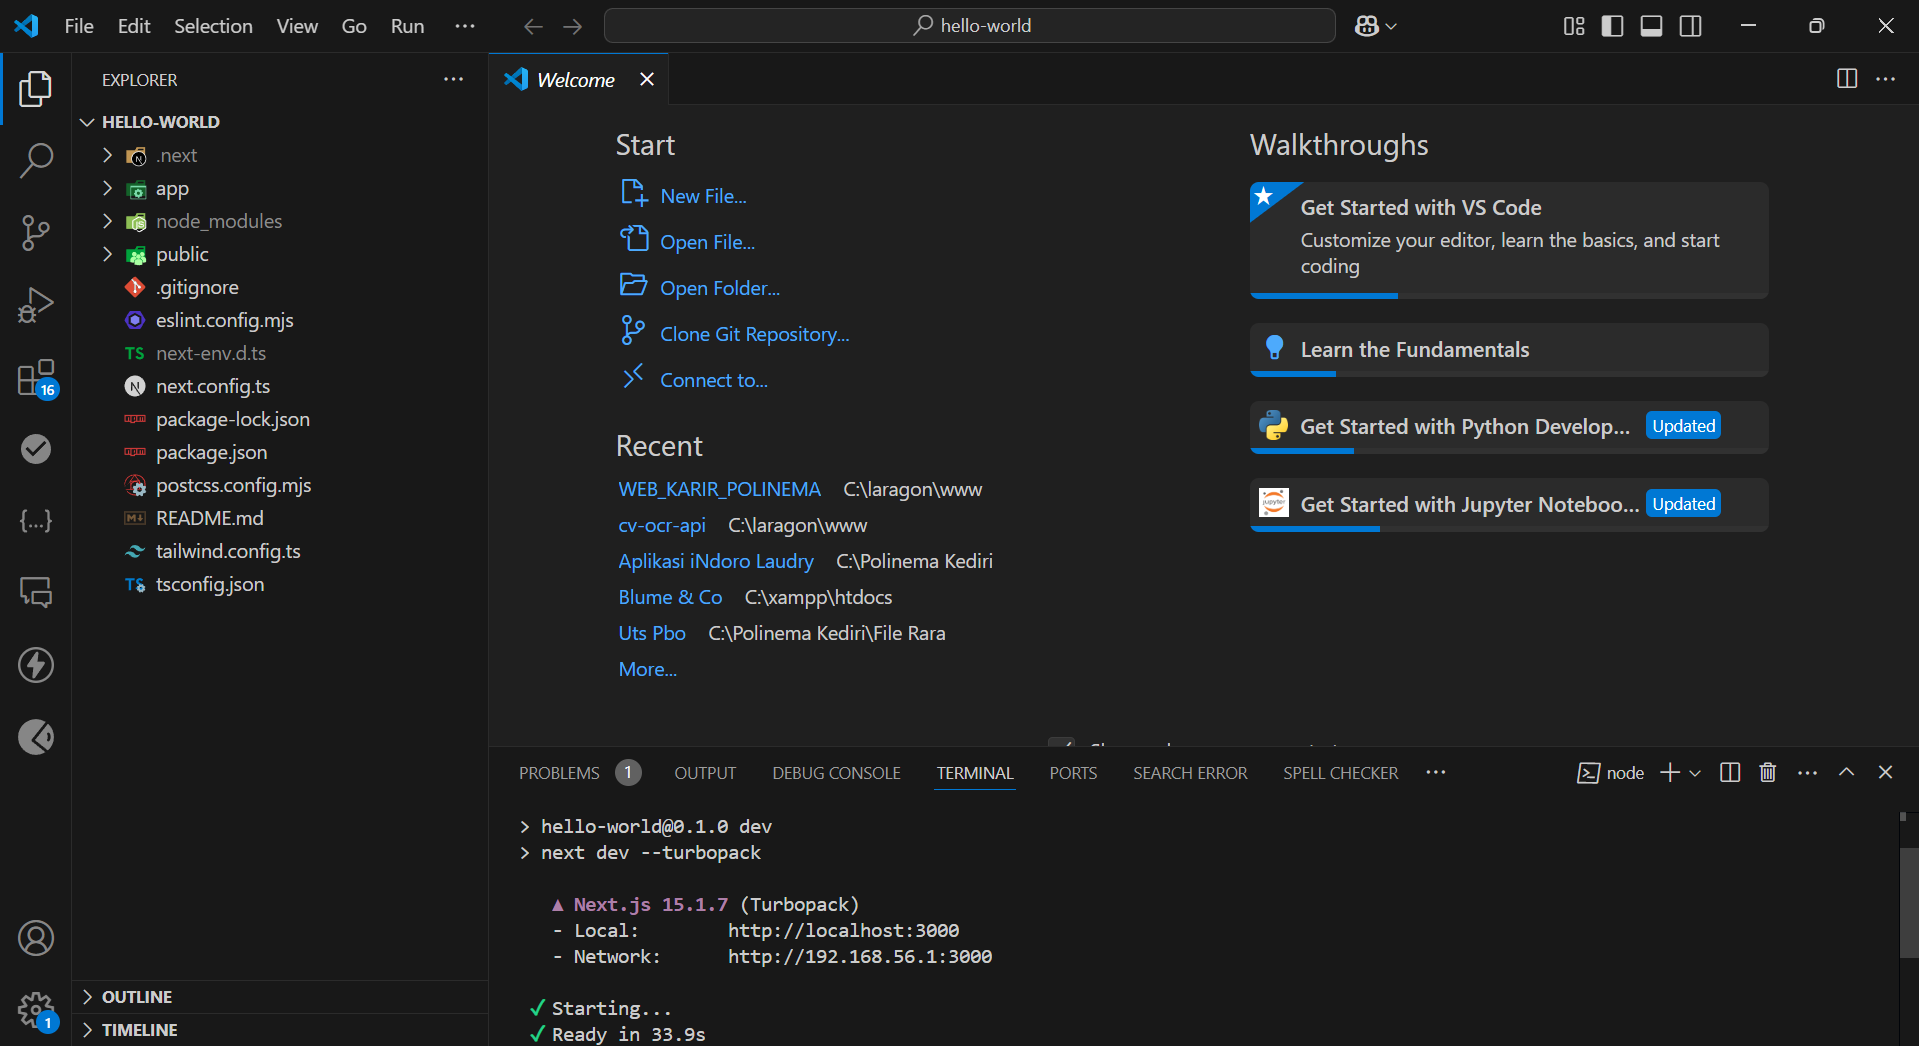 File Edit Selection View Go Run ···
hello-world
EXPLORER
HELLO-WORLD
.next
app
node_modules
public
.gitignore
eslint.config.mjs
TS next-env.d.ts
N next.config.ts
package-lock.json
package.json
postcss.config.mjs
README.md
tailwind.config.ts
TS tsconfig.json
OUTLINE
TIMELINE
16
1
Welcome
Start
New File...
Open File...
Open Folder...
Clone Git Repository...
Connect to...
Recent
WEB_KARIR_POLINEMA C:\laragon\www
cv-ocr-api C:\laragon\www
Aplikasi iNdoro Laudry C:\Polinema Kediri
Blume & Co C:\xampp\htdocs
Uts Pbo C:\Polinema Kediri\File Rara
More...
Walkthroughs
Get Started with VS Code
Customize your editor, learn the basics, and start
coding
Learn the Fundamentals
Get Started with Python Develop... Updated
Get Started with Jupyter Noteboo... Updated
PROBLEMS 1 OUTPUT DEBUG CONSOLE TERMINAL PORTS SEARCH ERROR SPELL CHECKER ···
node
> hello-world@0.1.0 dev
> next dev --turbopack
▲ Next.js 15.1.7 (Turbopack)
- Local: http://localhost:3000
- Network: http://192.168.56.1:3000
✓ Starting...
✓ Ready in 33.9s